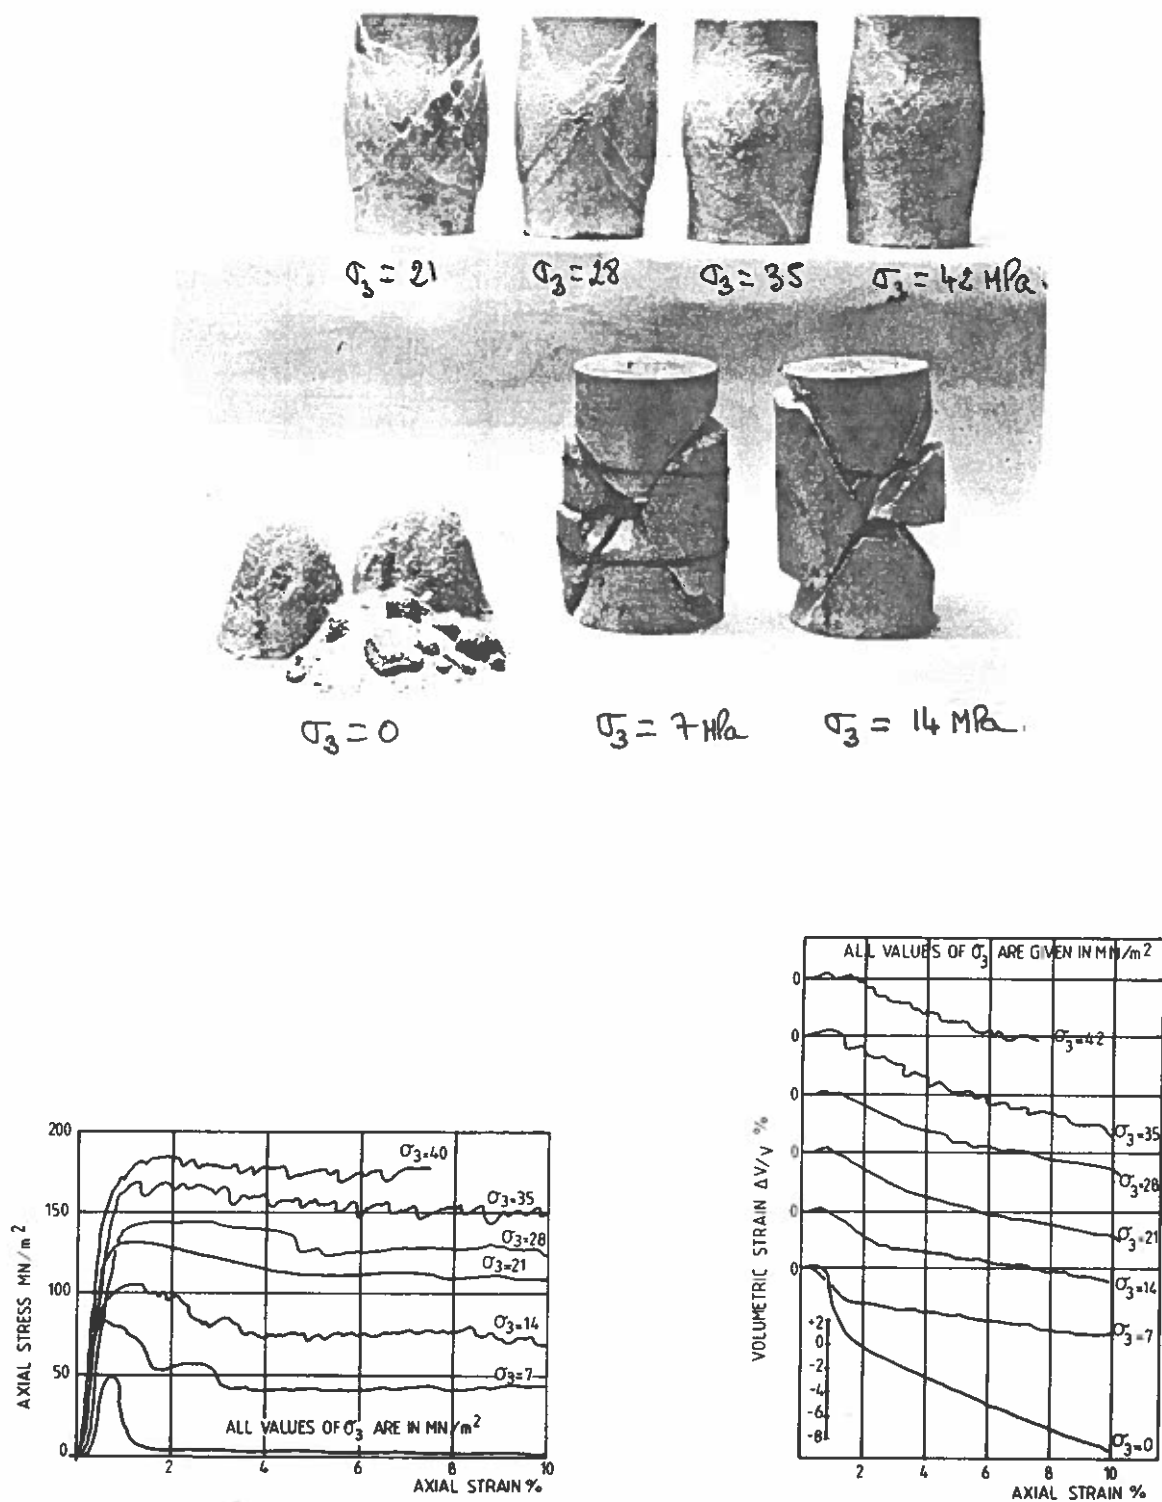 σ3 = 21 σ3 = 28 σ3 = 35 σ3 = 42 MPa.
σ3 = 0 σ3 = 7 MPa σ3 = 14 MPa.
AXIAL STRESS MN/m2
200
150
100
50
0
σ3=40
σ3=35
σ3=28
σ3=21
σ3=14
σ3=7
ALL VALUES OF σ3 ARE IN MN/m2
2 4 6 8 10
AXIAL STRAIN %
VOLUMETRIC STRAIN ΔV/V %
ALL VALUES OF σ3 ARE GIVEN IN MN/m2
0
0
0
0
0
0
σ3=42
σ3=35
σ3=28
σ3=21
σ3=14
σ3=7
σ3=0
+2
0
-2
-4
-6
-8
2 4 6 8 10
AXIAL STRAIN %